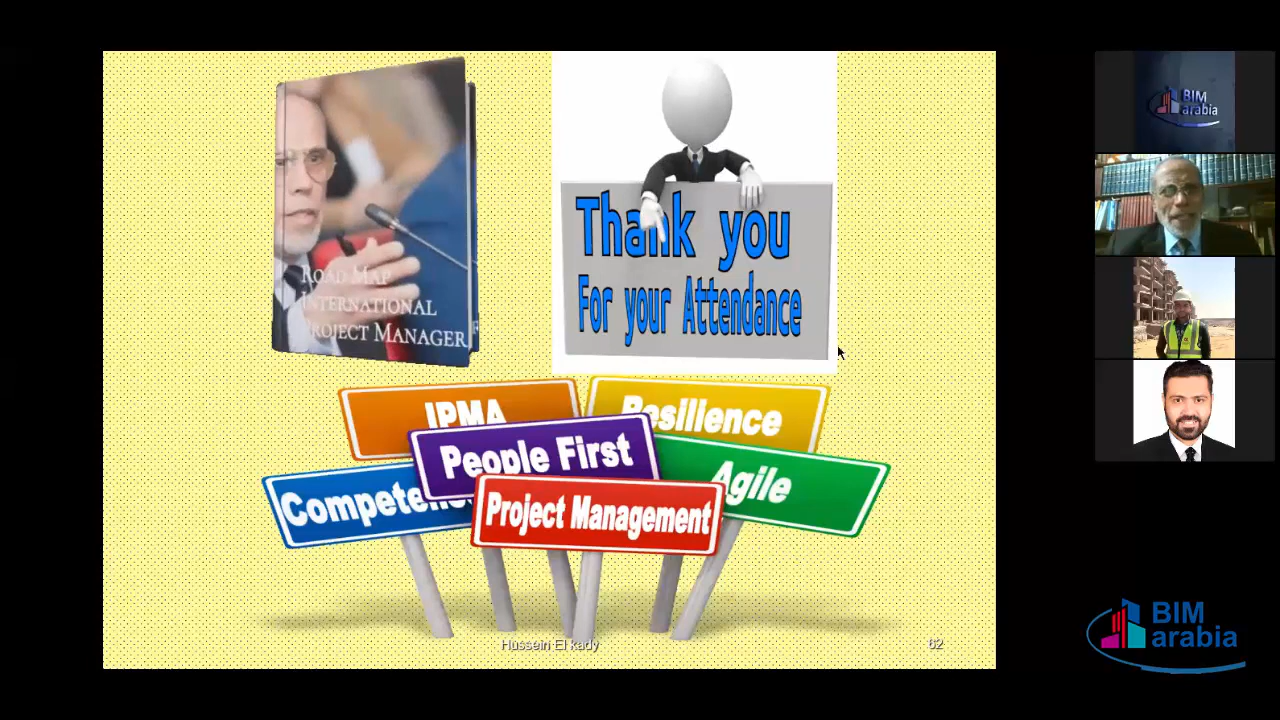 ROAD MAP
INTERNATIONAL
PROJECT MANAGER
Thank you
For your Attendance
IPMA
Resilience
People First
Agile
Project Management
Hussein El kady
62
BIM
arabia
BIM
arabia